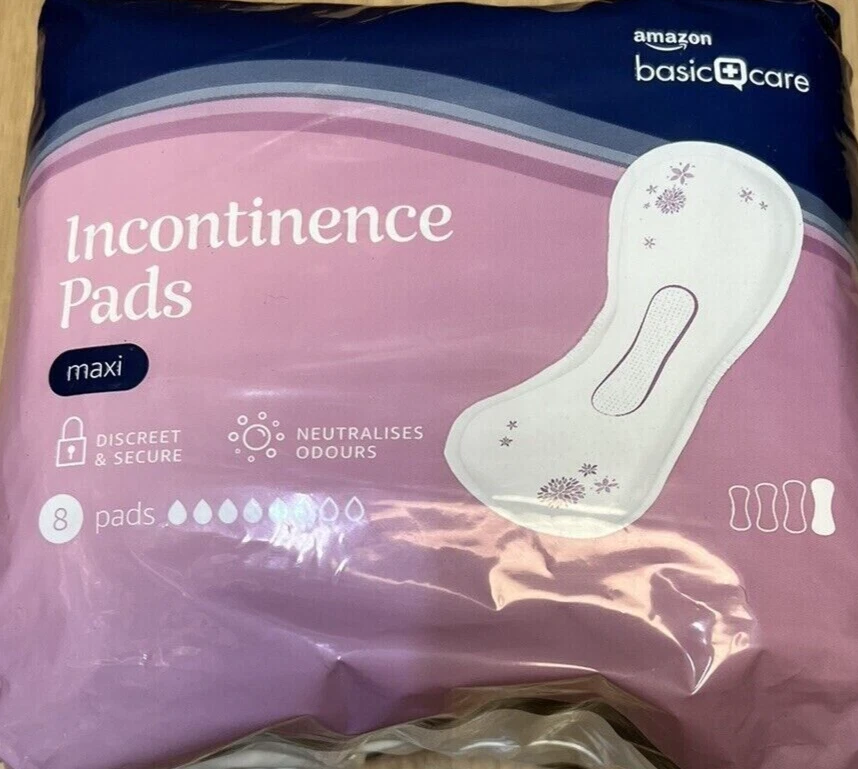 amazon
basic care
Incontinence
Pads
maxi
DISCREET
& SECURE
NEUTRALISES
ODOURS
8 pads